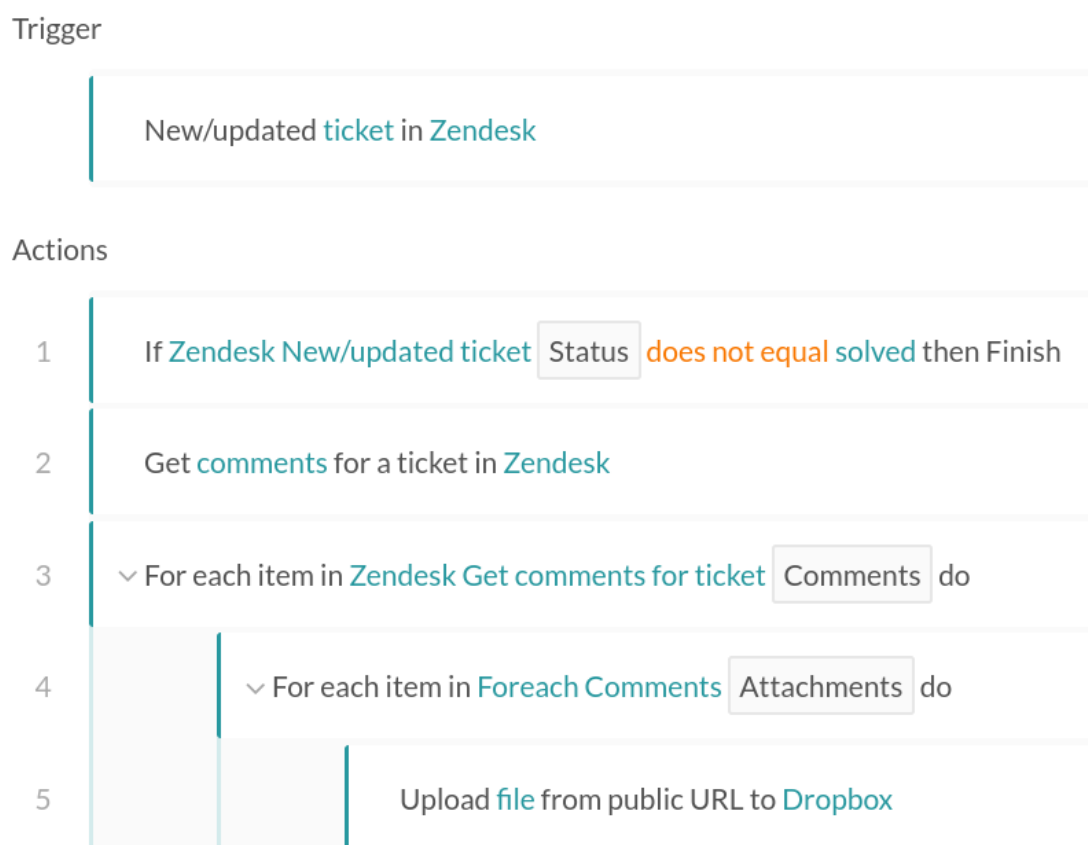 Trigger
New/updated ticket in Zendesk
Actions
1 If Zendesk New/updated ticket Status does not equal solved then Finish
2 Get comments for a ticket in Zendesk
3 For each item in Zendesk Get comments for ticket Comments do
4 For each item in Foreach Comments Attachments do
5 Upload file from public URL to Dropbox